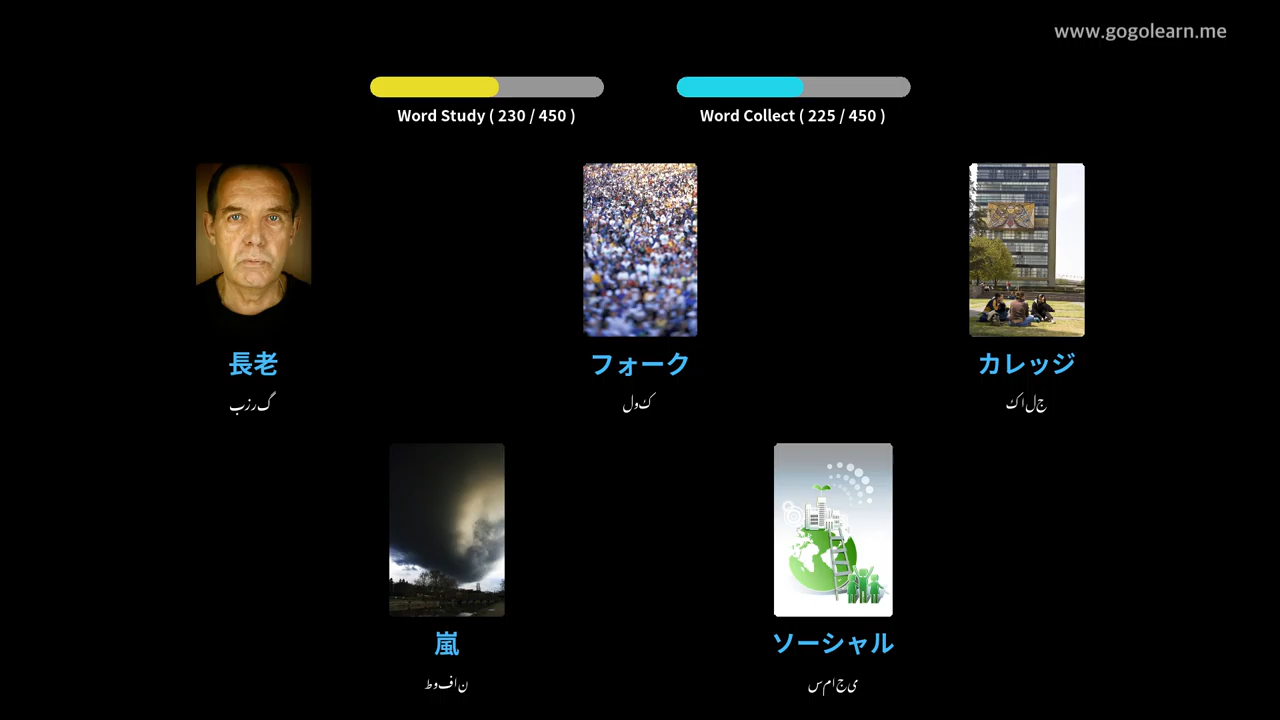 www.gogolearn.me
Word Study ( 230 / 450 )
Word Collect ( 225 / 450 )
長老
بزرگ
フォーク
لوک
カレッジ
کالج
嵐
طوفان
ソーシャル
سماجی